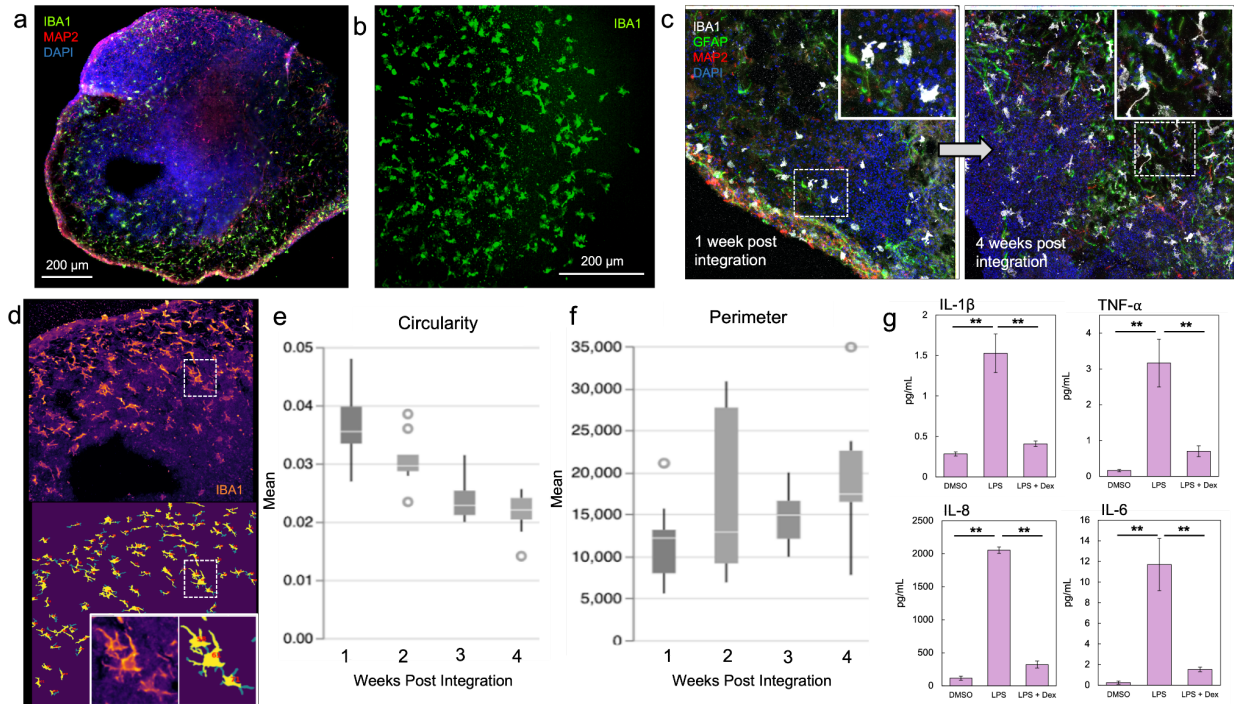 a
IBA1
MAP2
DAPI
200 µm
b
IBA1
200 µm
c
IBA1
GFAP
MAP2
DAPI
1 week post
integration
4 weeks post
integration
d
IBA1
e
Circularity
Mean
0.05
0.04
0.03
0.02
0.01
0.00
1 2 3 4
Weeks Post Integration
f
Perimeter
35,000
30,000
25,000
20,000
15,000
10,000
5,000
0
1 2 3 4
Weeks Post Integration
g
IL-1β
pg/mL
2
1.5
1
0.5
0
** **
DMSO LPS LPS + Dex
TNF-α
pg/mL
4
3
2
1
0
** **
DMSO LPS LPS + Dex
IL-8
pg/mL
2500
2000
1500
1000
500
0
** **
DMSO LPS LPS + Dex
IL-6
pg/mL
16
14
12
10
8
6
4
2
0
** **
DMSO LPS LPS + Dex